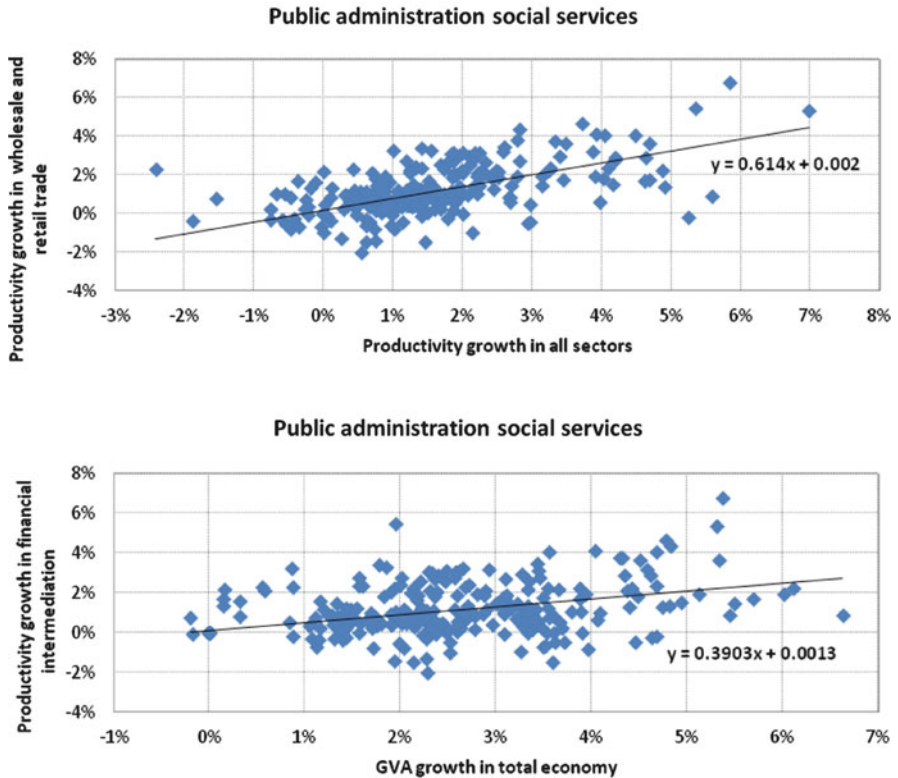 Public administration social services
Productivity growth in wholesale and
retail trade
8%
6%
4%
2%
0%
-2%
-4%
y = 0.614x + 0.002
-3% -2% -1% 0% 1% 2% 3% 4% 5% 6% 7% 8%
Productivity growth in all sectors
Public administration social services
Productivity growth in financial
intermediation
8%
6%
4%
2%
0%
-2%
-4%
y = 0.3903x + 0.0013
-1% 0% 1% 2% 3% 4% 5% 6% 7%
GVA growth in total economy